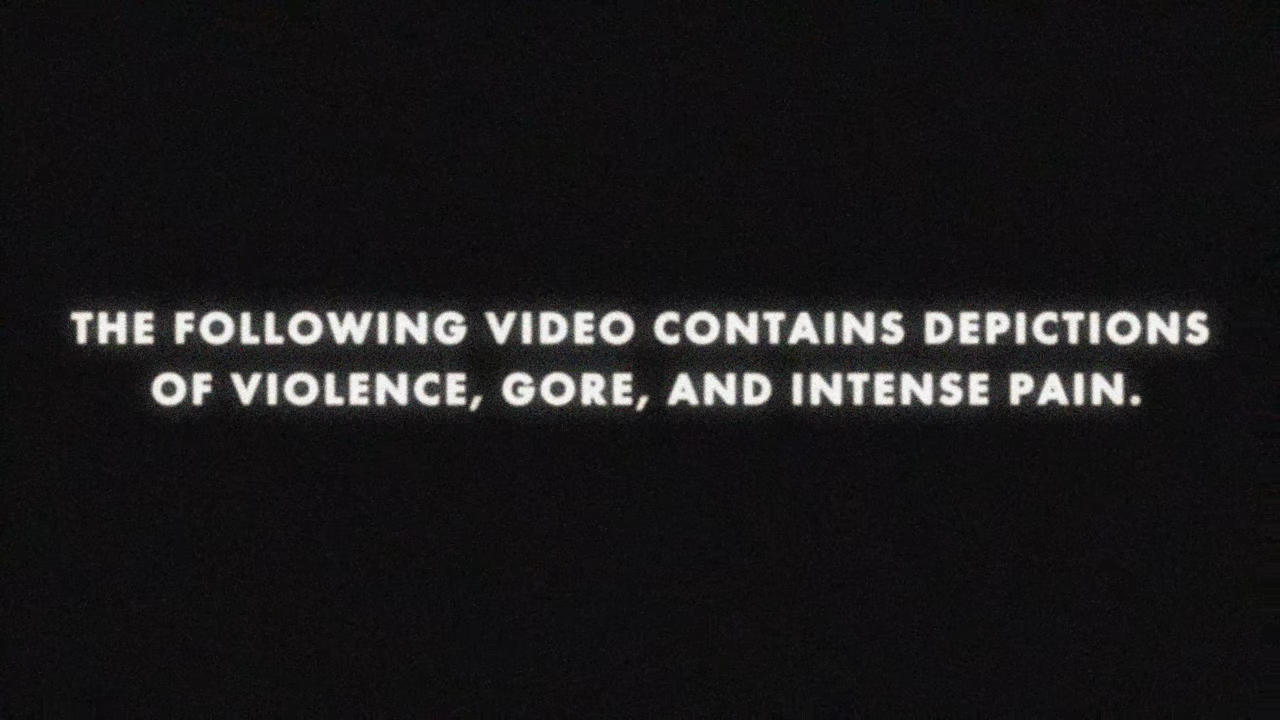 THE FOLLOWING VIDEO CONTAINS DEPICTIONS
OF VIOLENCE, GORE, AND INTENSE PAIN.